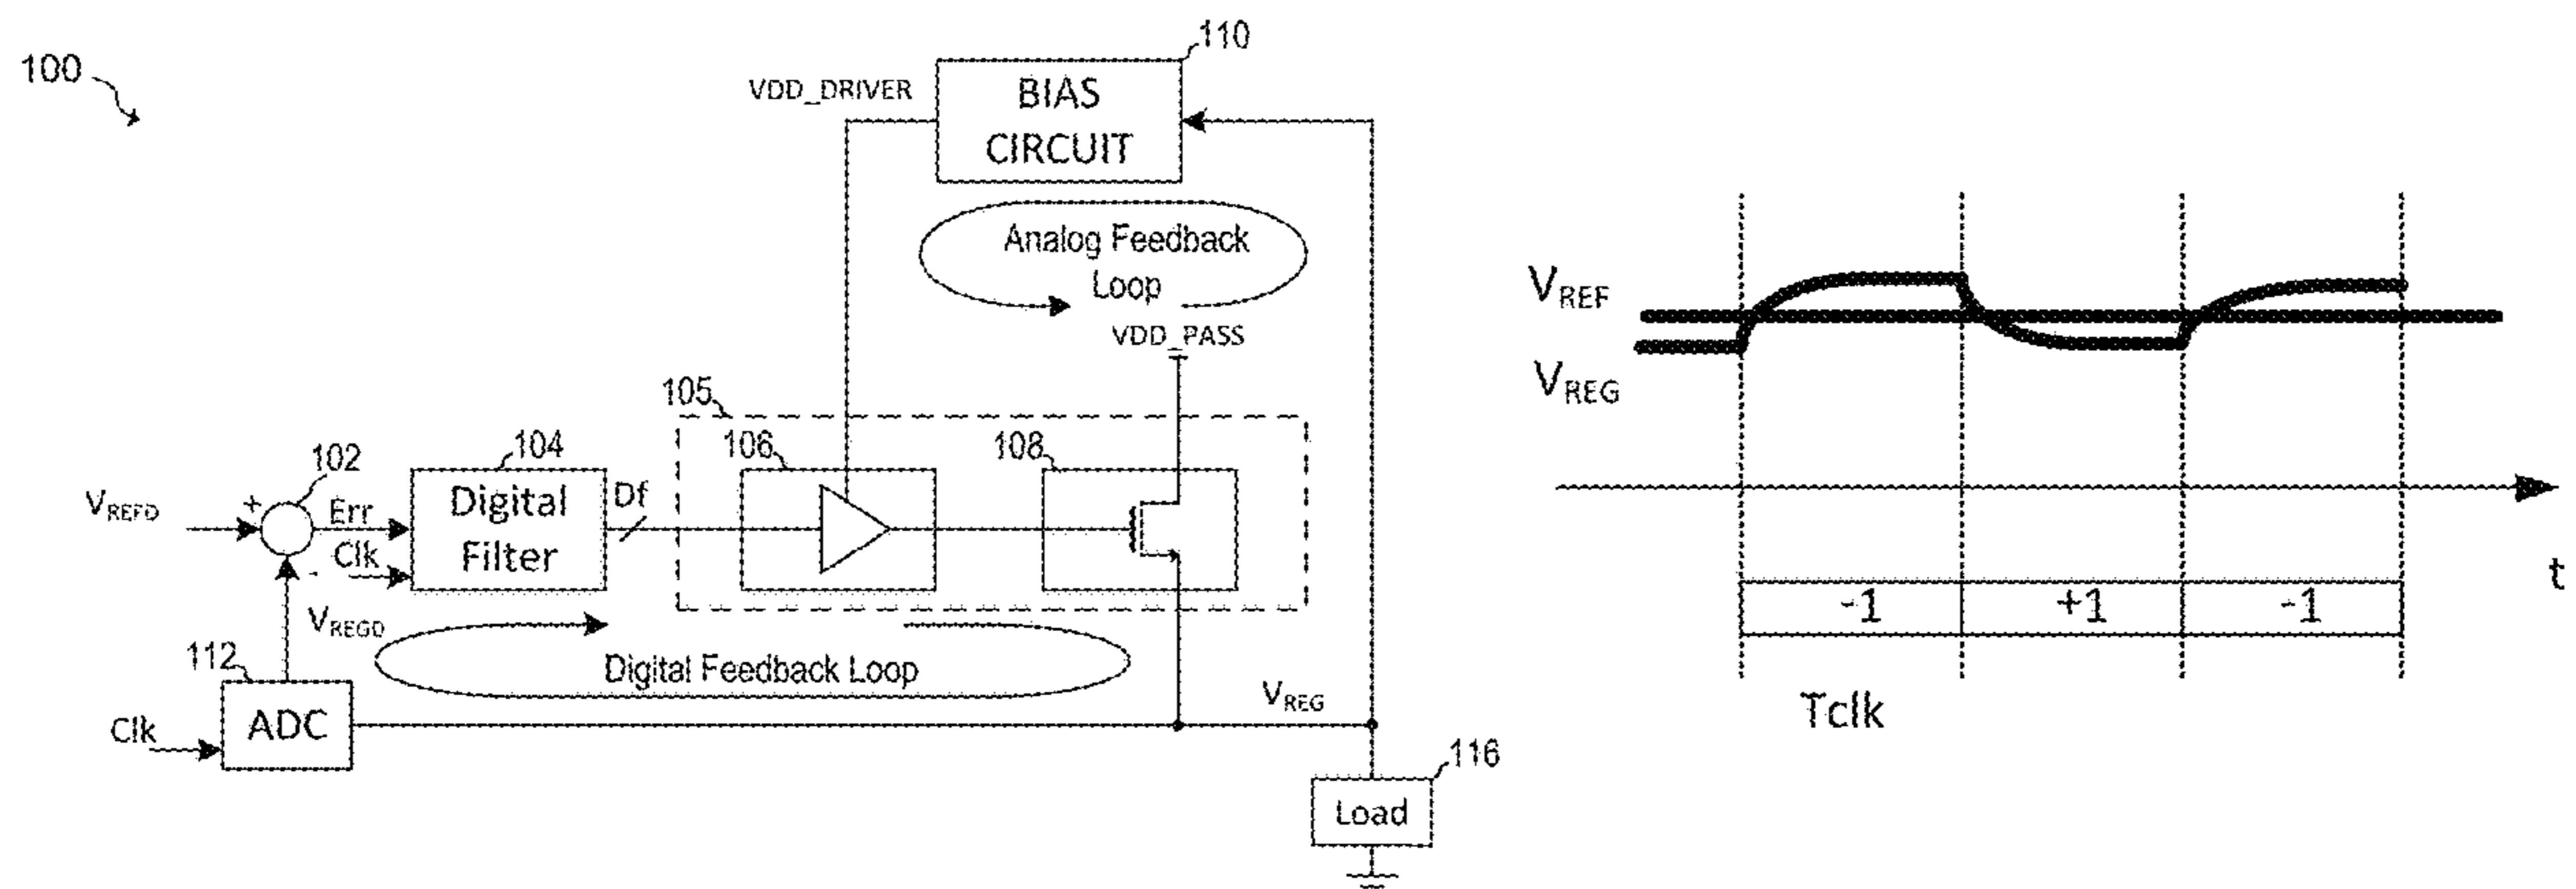 100
110
VDD_DRIVER
BIAS
CIRCUIT
Analog Feedback
Loop
VDD_PASS
105
106
108
104
102
VREFD
+
Err
Clk
-
Digital
Filter
Df
VREGD
Digital Feedback Loop
112
ADC
Clk
VREG
116
Load
VREF
VREG
t
-1
+1
-1
Tclk